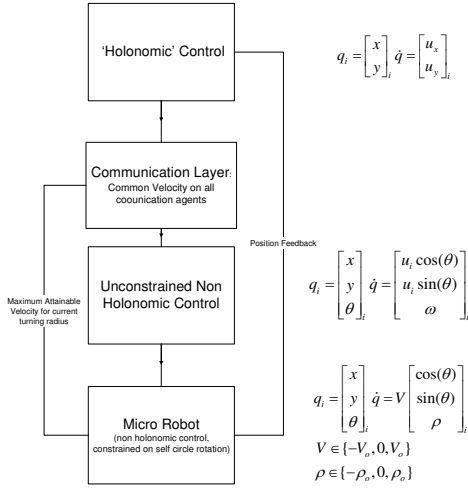 'Holonomic' Control
q_i = [x y]_i q̇ = [u_x u_y]_i
Communication Layer:
Common Velocity on all
coounication agents
Position Feedback
Unconstrained Non
Holonomic Control
q_i = [x y θ]_i q̇ = [u_i cos(θ) u_i sin(θ) ω]_i
Maximum Attainable
Velocity for current
turning radius
Micro Robot
(non holonomic control,
constrained on self circle rotation)
q_i = [x y θ]_i q̇ = V [cos(θ) sin(θ) ρ]_i
V ∈ {-V_o, 0, V_o}
ρ ∈ {-ρ_o, 0, ρ_o}